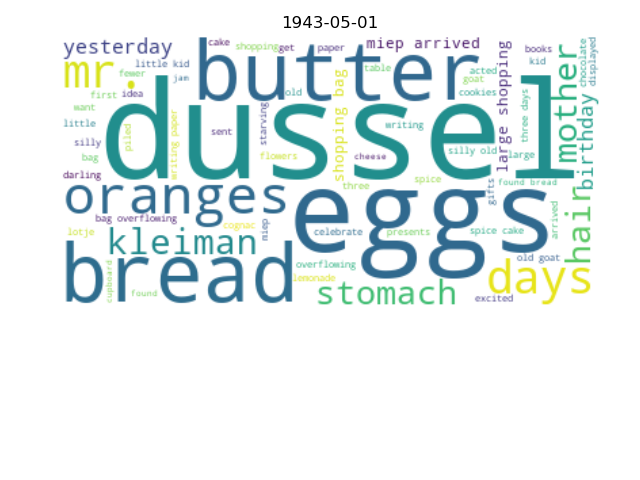 1943-05-01
yesterday
cake
shopping
get
paper
miep arrived
books
mr.
little kid
butter
table
acted
goat
kid
chocolate
displayed
fewer
jam
first
idea
old
cookies
large shopping
mother
want
dussel
shopping bag
little
piled
writing paper
sent
starving
writing
three days
birthday
silly
bag
flowers
cheese
silly old
large
darling
three
spice
gifts
found bread
oranges
eggs
hair
bag overflowing
cognac
miep
celebrate
presents
spice cake
arrived
lotje
kleiman
bread
old goat
overflowing
days
cupboard
found
lemonade
stomach
excited